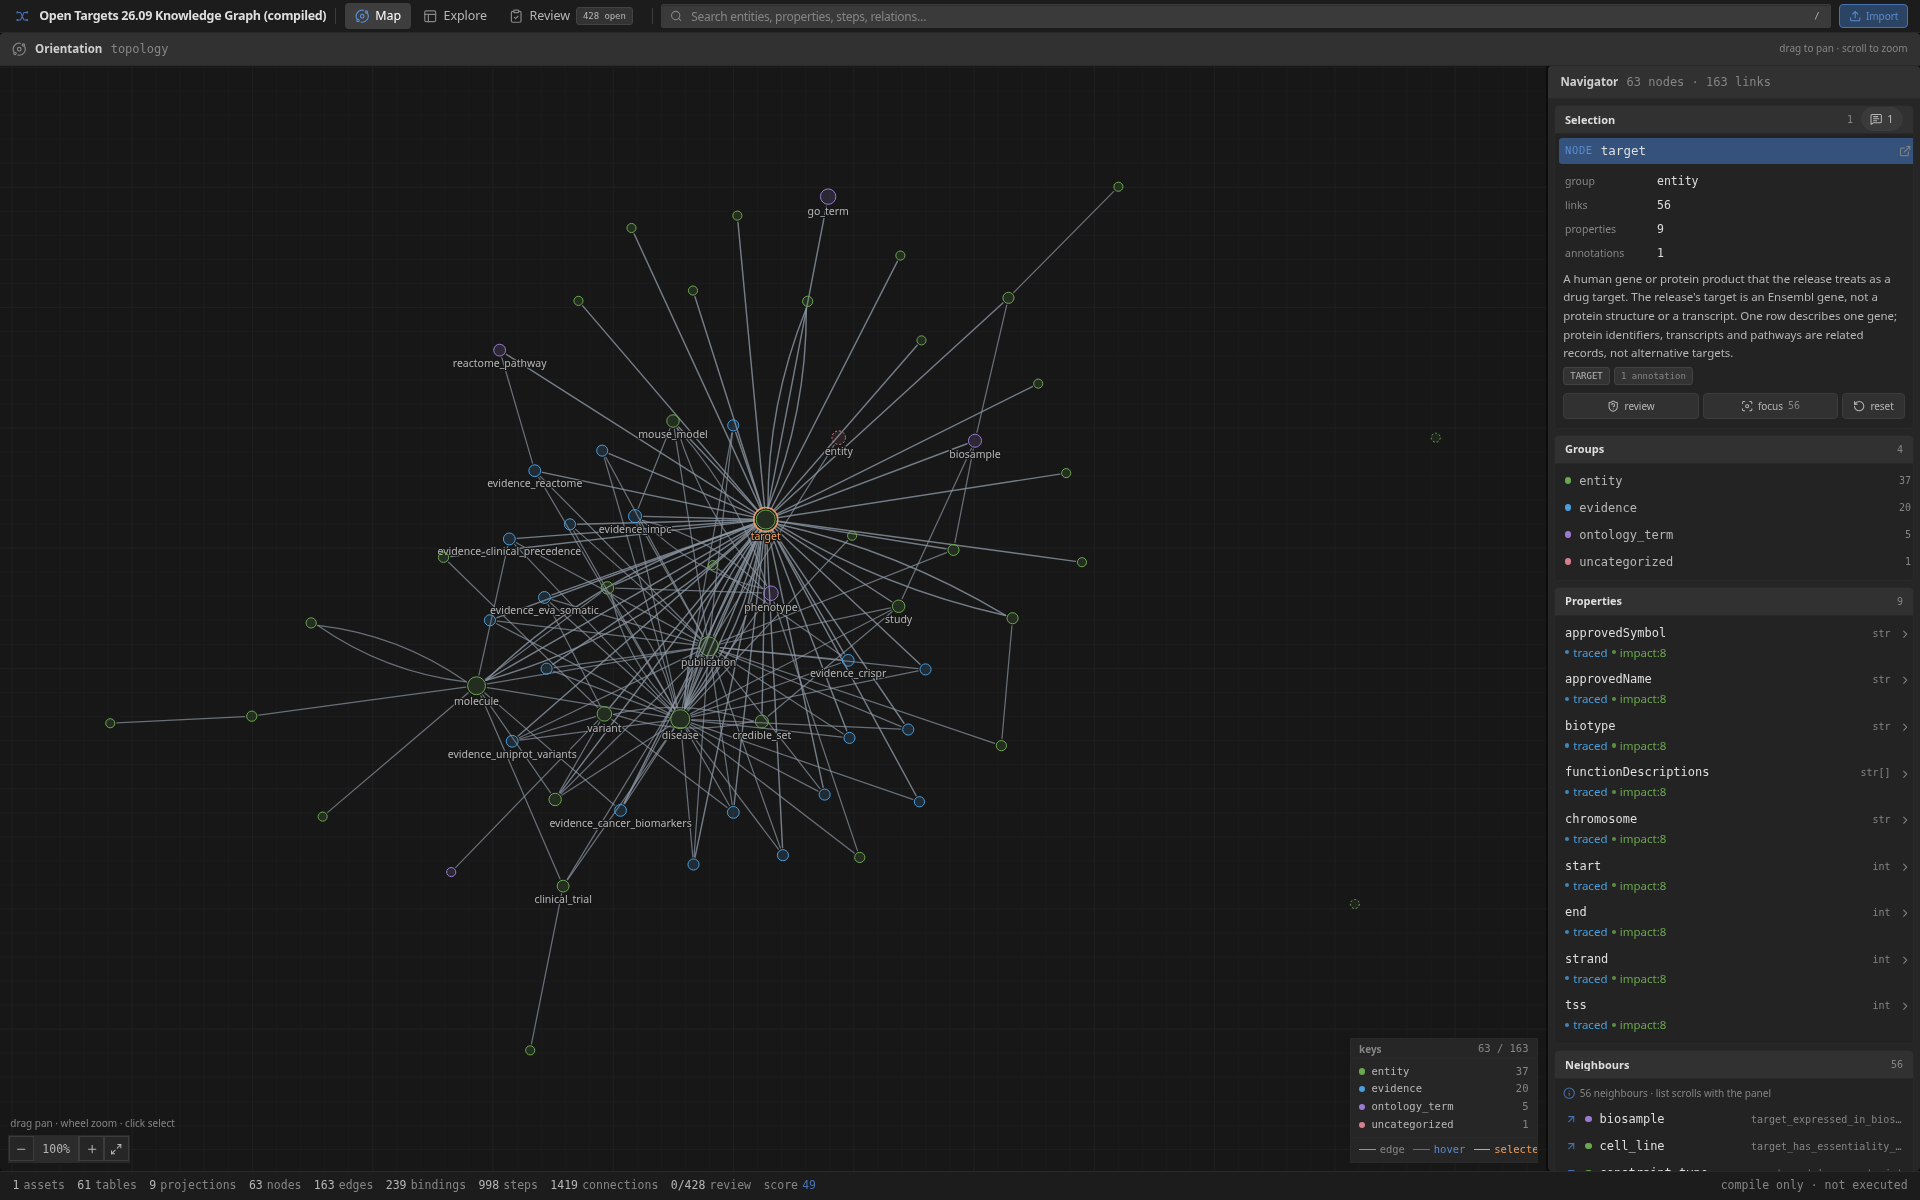 Open Targets 26.09 Knowledge Graph (compiled)
Map
Explore
Review 428 open
Search entities, properties, steps, relations...
/
Import
Orientation topology
drag to pan · scroll to zoom
go_term
reactome_pathway
mouse_model
entity
biosample
evidence_reactome
evidence_impc
target
evidence_clinical_precedence
evidence_eva_somatic
phenotype
study
publication
evidence_crispr
molecule
variant
disease
credible_set
evidence_uniprot_variants
evidence_cancer_biomarkers
clinical_trial
drag pan · wheel zoom · click select
100%
keys 63 / 163
entity 37
evidence 20
ontology_term 5
uncategorized 1
edge hover selecte
Navigator 63 nodes · 163 links
Selection 1 1
NODE target
group entity
links 56
properties 9
annotations 1
A human gene or protein product that the release treats as a
drug target. The release's target is an Ensembl gene, not a
protein structure or a transcript. One row describes one gene;
protein identifiers, transcripts and pathways are related
records, not alternative targets.
TARGET 1 annotation
review focus 56 reset
Groups 4
entity 37
evidence 20
ontology_term 5
uncategorized 1
Properties 9
approvedSymbol str
traced impact:8
approvedName str
traced impact:8
biotype str
traced impact:8
functionDescriptions str[]
traced impact:8
chromosome str
traced impact:8
start int
traced impact:8
end int
traced impact:8
strand int
traced impact:8
tss int
traced impact:8
Neighbours 56
56 neighbours · list scrolls with the panel
biosample target_expressed_in_bios…
cell_line target_has_essentiality_…
1 assets 61 tables 9 projections 63 nodes 163 edges 239 bindings 998 steps 1419 connections 0/428 review score 49
compile only · not executed